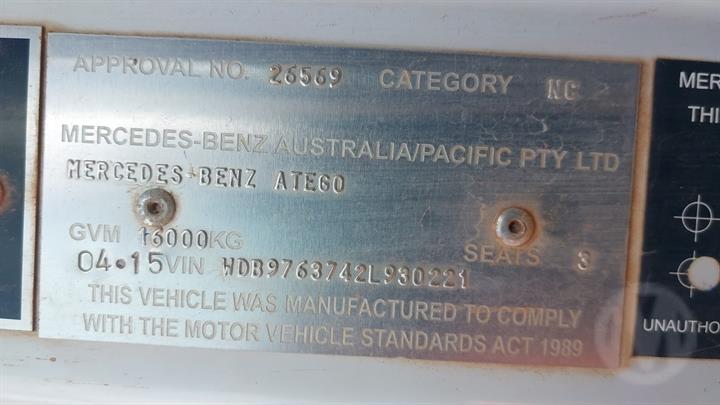 APPROVAL NO. 26569 CATEGORY NC
MERCEDES-BENZ AUSTRALIA/PACIFIC PTY LTD
MERCEDES-BENZ ATEGO
GVM 16000KG SEATS 3
04•15 VIN WDB9763742L930221
THIS VEHICLE WAS MANUFACTURED TO COMPLY
WITH THE MOTOR VEHICLE STANDARDS ACT 1989
MER
THI
UNAUTHO